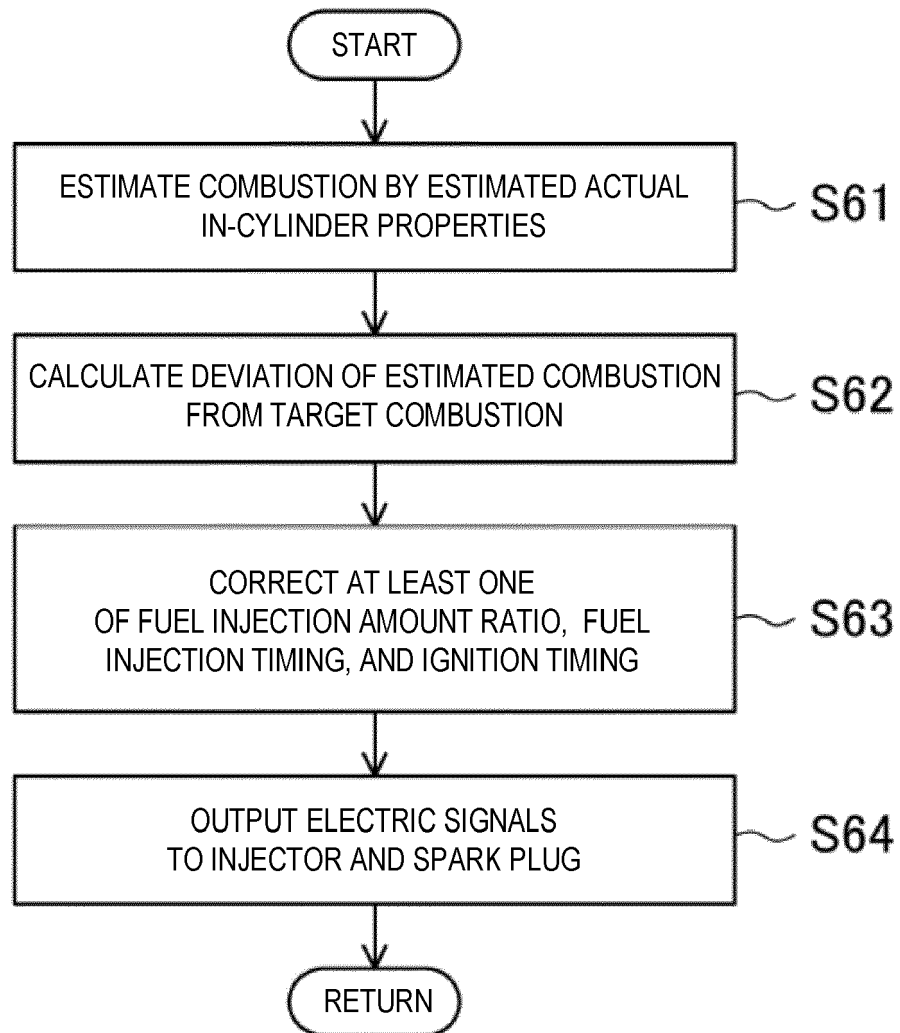 START
ESTIMATE COMBUSTION BY ESTIMATED ACTUAL
IN-CYLINDER PROPERTIES
S61
CALCULATE DEVIATION OF ESTIMATED COMBUSTION
FROM TARGET COMBUSTION
S62
CORRECT AT LEAST ONE
OF FUEL INJECTION AMOUNT RATIO, FUEL
INJECTION TIMING, AND IGNITION TIMING
S63
OUTPUT ELECTRIC SIGNALS
TO INJECTOR AND SPARK PLUG
S64
RETURN